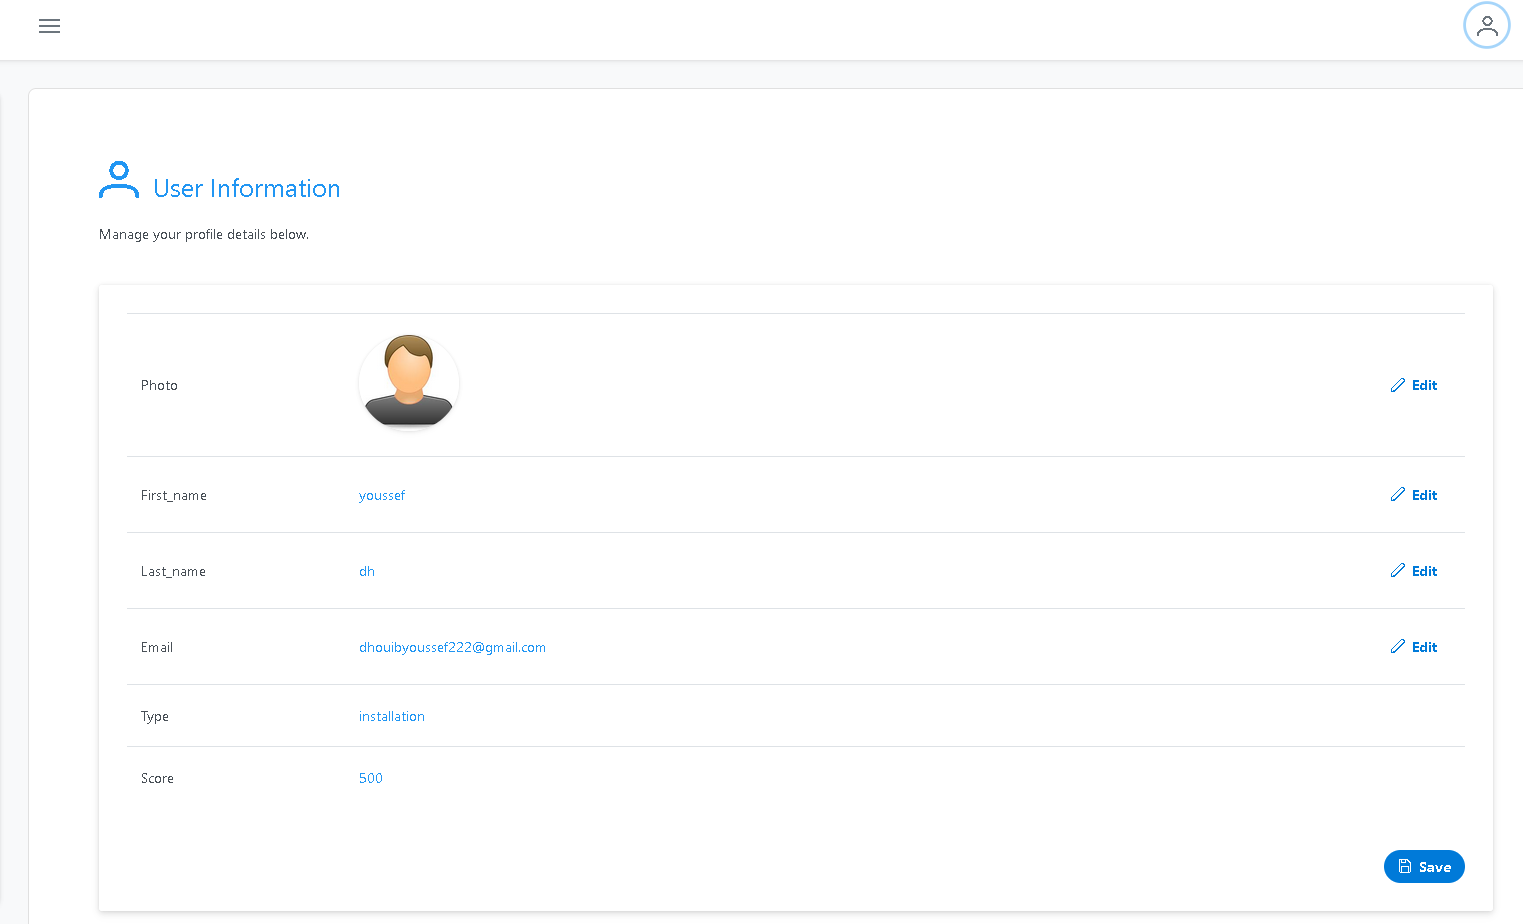 User Information
Manage your profile details below.
Photo Edit
First_name youssef Edit
Last_name dh Edit
Email dhouibyoussef222@gmail.com Edit
Type installation
Score 500
Save